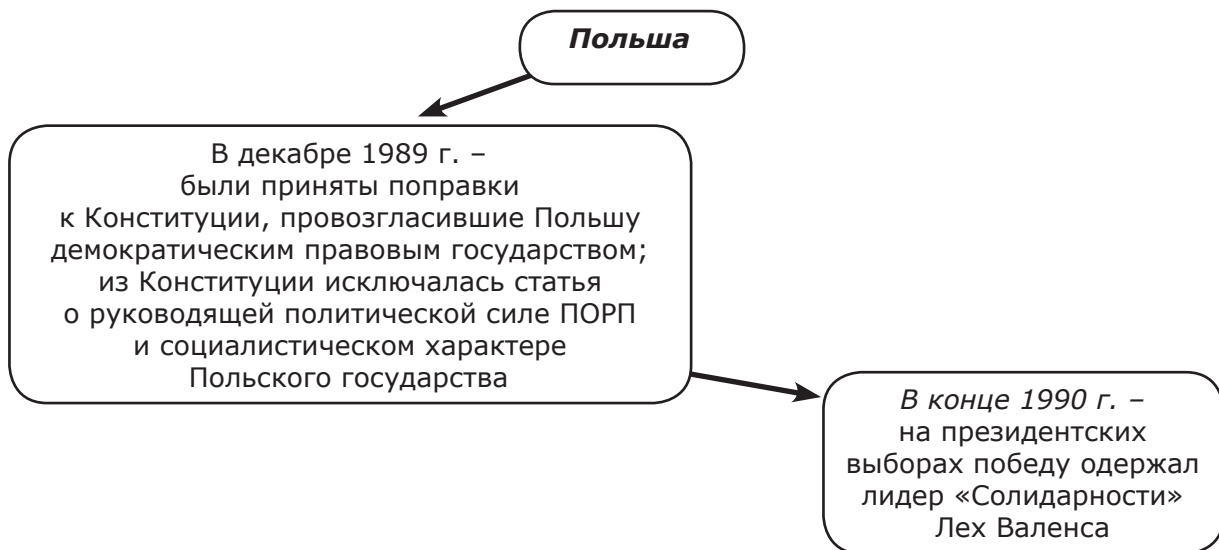 Польша
В декабре 1989 г. –
были приняты поправки
к Конституции, провозгласившие Польшу
демократическим правовым государством;
из Конституции исключалась статья
о руководящей политической силе ПОРП
и социалистическом характере
Польского государства
В конце 1990 г. –
на президентских
выборах победу одержал
лидер «Солидарности»
Лех Валенса